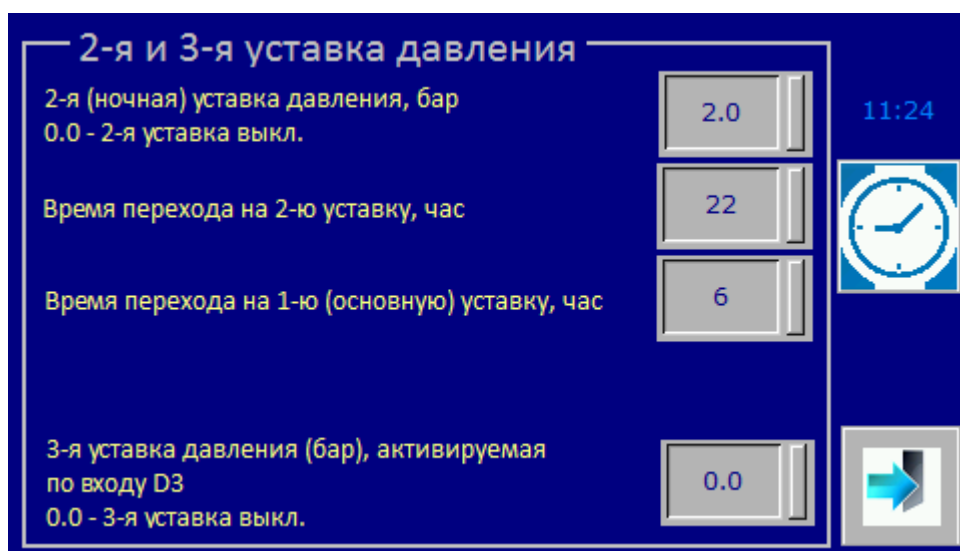 2-я и 3-я уставка давления
2-я (ночная) уставка давления, бар
0.0 - 2-я уставка выкл.
2.0
11:24
Время перехода на 2-ю уставку, час
22
Время перехода на 1-ю (основную) уставку, час
6
3-я уставка давления (бар), активируемая
по входу D3
0.0 - 3-я уставка выкл.
0.0